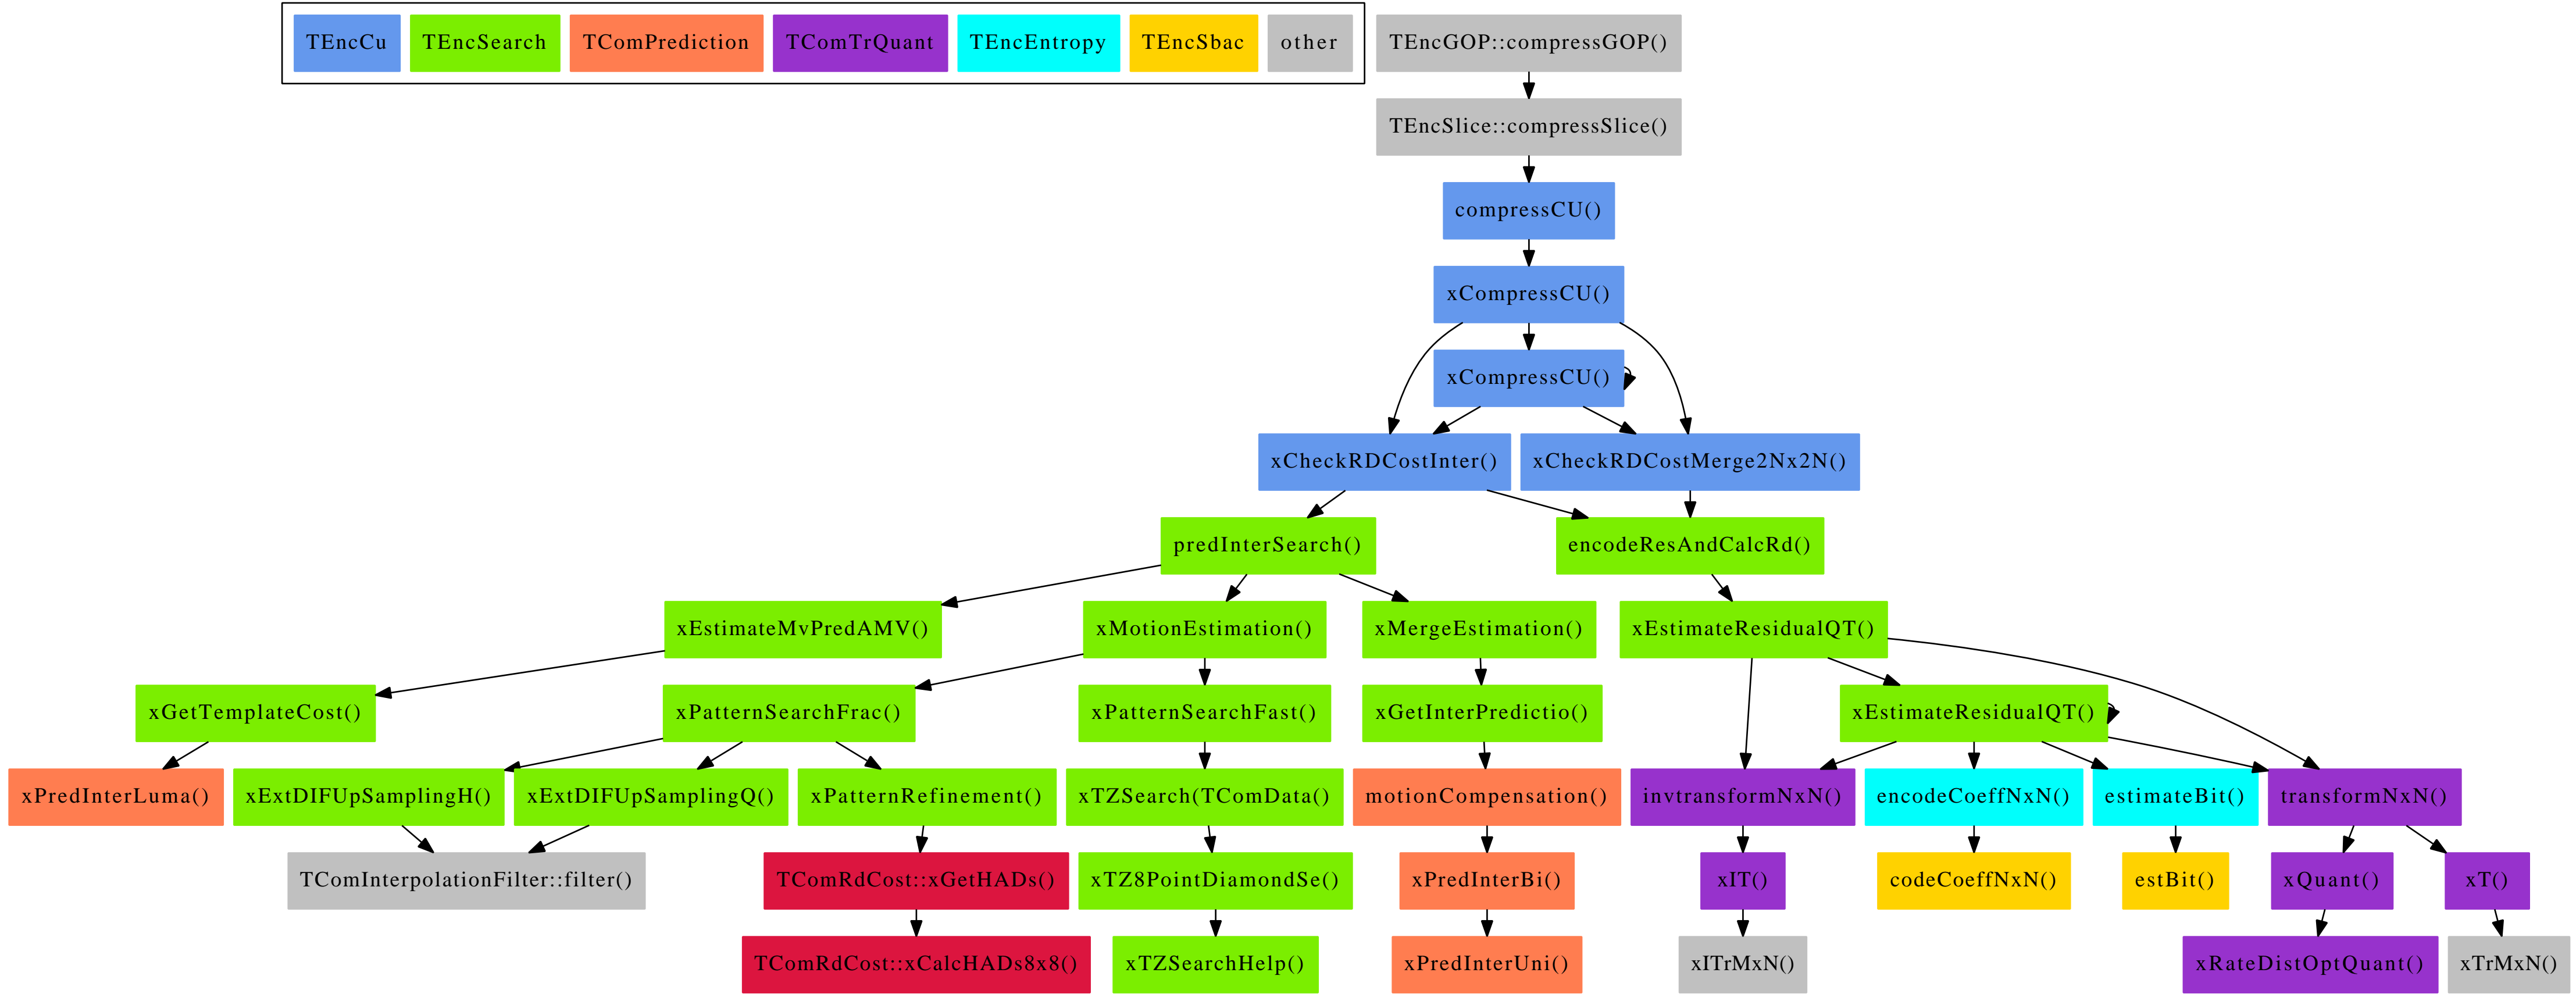 TEncCu TEncSearch TComPrediction TComTrQuant TEncEntropy TEncSbac other TEncGOP::compressGOP()
TEncSlice::compressSlice()
compressCU()
xCompressCU()
xCompressCU()
xCheckRDCostInter() xCheckRDCostMerge2Nx2N()
predInterSearch() encodeResAndCalcRd()
xEstimateMvPredAMV() xMotionEstimation() xMergeEstimation() xEstimateResidualQT()
xGetTemplateCost() xPatternSearchFrac() xPatternSearchFast() xGetInterPredictio() xEstimateResidualQT()
xPredInterLuma() xExtDIFUpSamplingH() xExtDIFUpSamplingQ() xPatternRefinement() xTZSearch(TComData() motionCompensation() invtransformNxN() encodeCoeffNxN() estimateBit() transformNxN()
TComInterpolationFilter::filter() TComRdCost::xGetHADs() xTZ8PointDiamondSe() xPredInterBi() xIT() codeCoeffNxN() estBit() xQuant() xT()
TComRdCost::xCalcHADs8x8() xTZSearchHelp() xPredInterUni() xITrMxN() xRateDistOptQuant() xTrMxN()